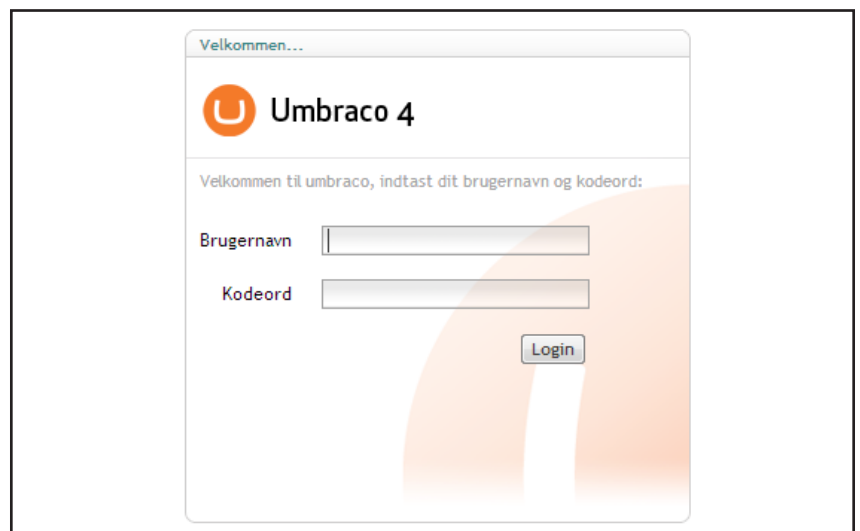 Velkommen...
Umbraco 4
Velkommen til umbraco, indtast dit brugernavn og kodeord:
Brugernavn
Kodeord
Login